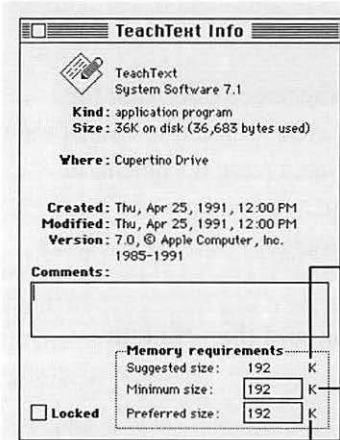 TeachText Info
TeachText
System Software 7.1
Kind: application program
Size: 36K on disk (36,683 bytes used)
Where: Cupertino Drive
Created: Thu, Apr 25, 1991, 12:00 PM
Modified: Thu, Apr 25, 1991, 12:00 PM
Version: 7.0, © Apple Computer, Inc.
1985-1991
Comments:
Memory requirements
Suggested size: 192 K
Minimum size: 192 K
Locked Preferred size: 192 K